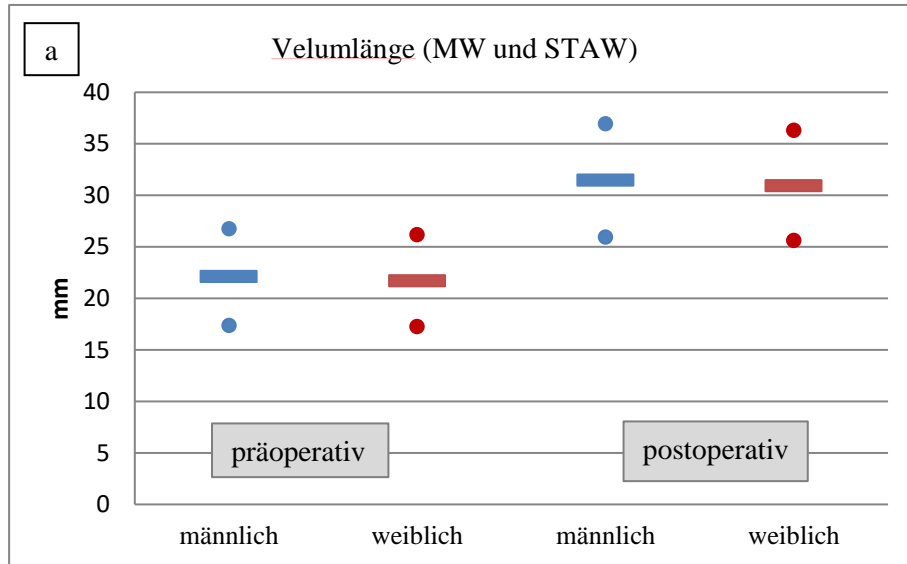 a
Velumlänge (MW und STAW)
40
35
30
25
20
15
10
5
0
mm
präoperativ
postoperativ
männlich weiblich männlich weiblich